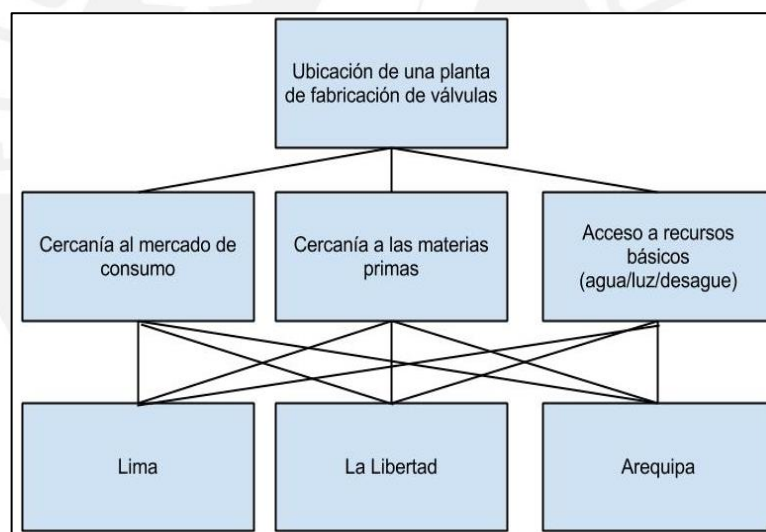 Ubicación de una planta
de fabricación de válvulas
Cercanía al mercado de
consumo
Cercanía a las materias
primas
Acceso a recursos
básicos
(agua/luz/desague)
Lima
La Libertad
Arequipa